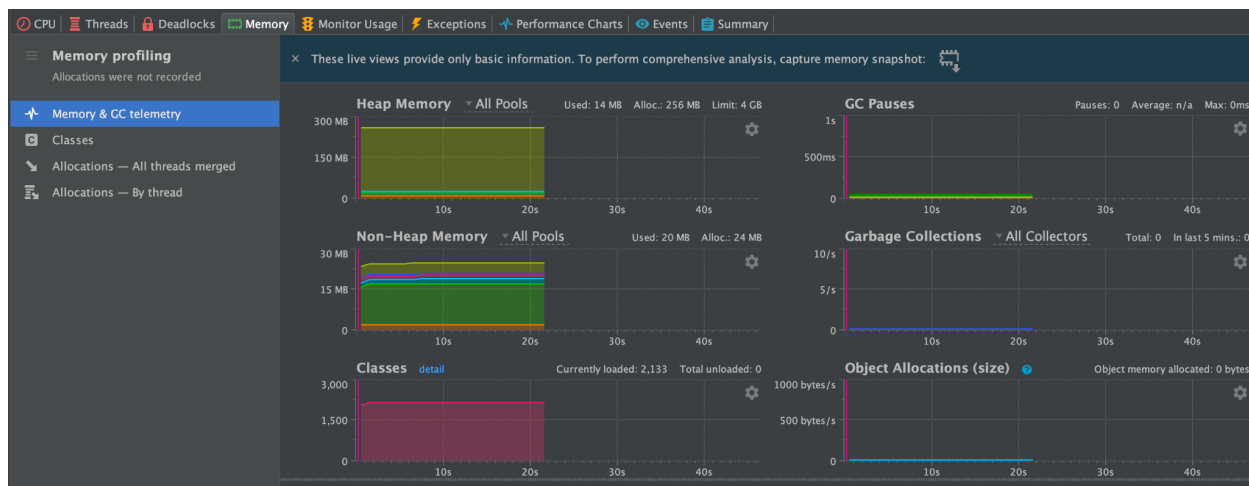 CPU Threads Deadlocks Memory Monitor Usage Exceptions Performance Charts Events Summary
Memory profiling
Allocations were not recorded
Memory & GC telemetry
Classes
Allocations — All threads merged
Allocations — By thread
× These live views provide only basic information. To perform comprehensive analysis, capture memory snapshot:
Heap Memory All Pools Used: 14 MB Alloc.: 256 MB Limit: 4 GB
300 MB
150 MB
0
10s 20s 30s 40s
GC Pauses Pauses: 0 Average: n/a Max: 0ms
1s
500ms
0
10s 20s 30s 40s
Non-Heap Memory All Pools Used: 20 MB Alloc.: 24 MB
30 MB
15 MB
0
10s 20s 30s 40s
Garbage Collections All Collectors Total: 0 In last 5 mins.: 0
10/s
5/s
0
10s 20s 30s 40s
Classes detail Currently loaded: 2,133 Total unloaded: 0
3,000
1,500
0
10s 20s 30s 40s
Object Allocations (size) ? Object memory allocated: 0 bytes
1000 bytes/s
500 bytes/s
0
10s 20s 30s 40s